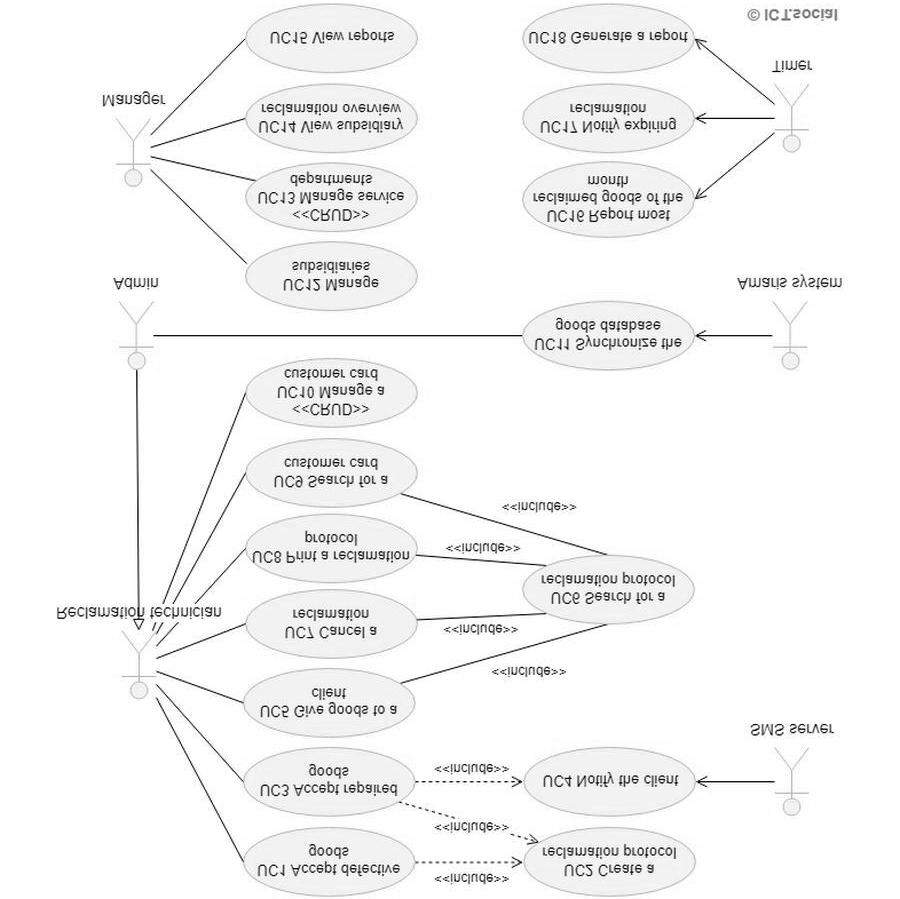 <<include>>
UC1 Accept defective
goods
UC2 Create a
reclamation protocol
<<include>>
UC3 Accept repaired
goods
<<include>>
UC4 Notify the client
SMS server
UC5 Give goods to a
client
<<include>>
UC7 Cancel a
reclamation
<<include>>
Reclamation technician
UC6 Search for a
reclamation protocol
UC8 Print a reclamation
protocol
<<include>>
<<include>>
UC9 Search for a
customer card
<<CRUD>>
UC10 Manage a
customer card
UC11 Synchronize the
goods database
Admin
Amaris system
UC12 Manage
subsidiaries
<<CRUD>>
UC13 Manage service
departments
UC16 Report most
reclaimed goods of the
month
UC14 View subsidiary
reclamation overview
UC17 Notify expiring
reclamation
Manager
Timer
UC15 View reports
UC18 Generate a report
© ICT.social